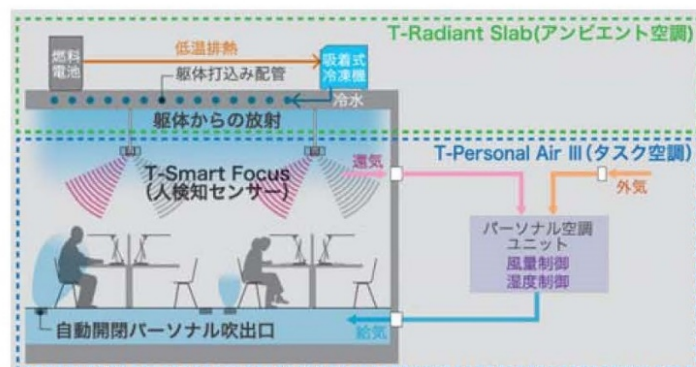 T-Radiant Slab(アンビエント空調)
燃料
電池
低温排熱
吸着式
冷凍機
躯体打込み配管
冷水
躯体からの放射
T-Personal Air Ⅲ(タスク空調)
T-Smart Focus
(人検知センサー)
還気
外気
パーソナル空調
ユニット
風量制御
湿度制御
自動開閉パーソナル吹出口
給気